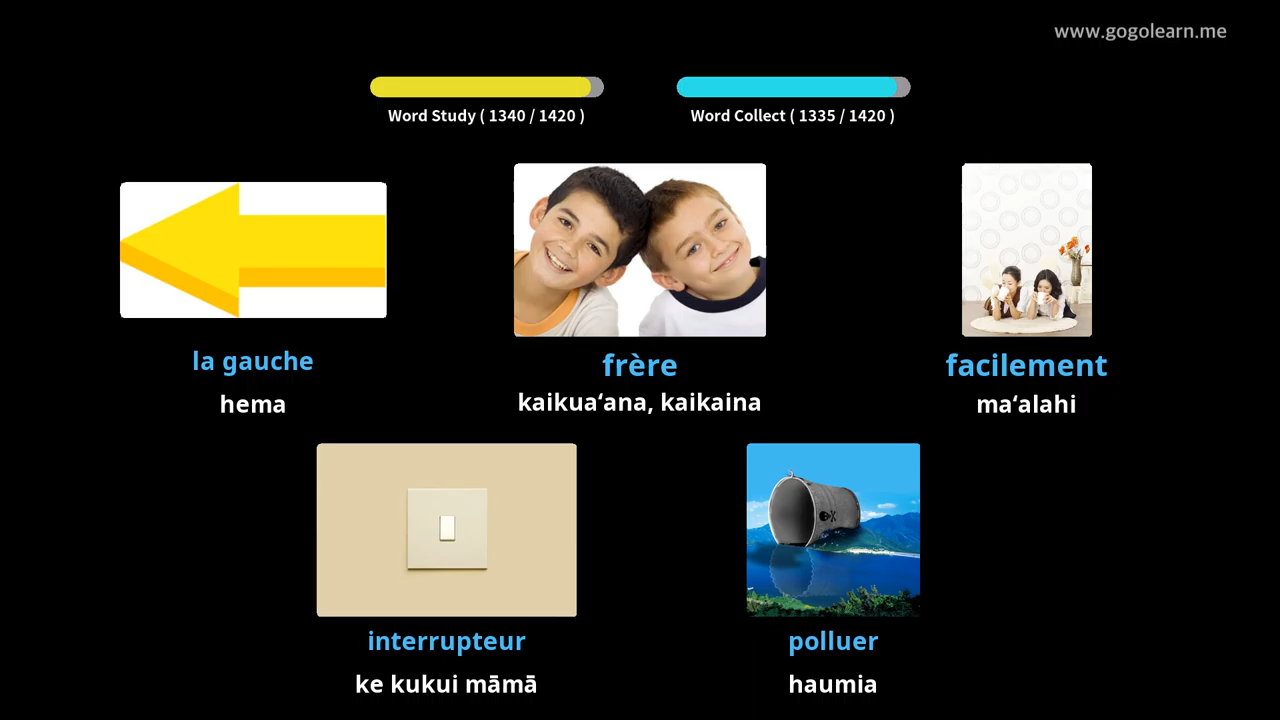 www.gogolearn.me
Word Study ( 1340 / 1420 )
Word Collect ( 1335 / 1420 )
la gauche
hema
frère
kaikuaʻana, kaikaina
facilement
maʻalahi
interrupteur
ke kukui māmā
polluer
haumia